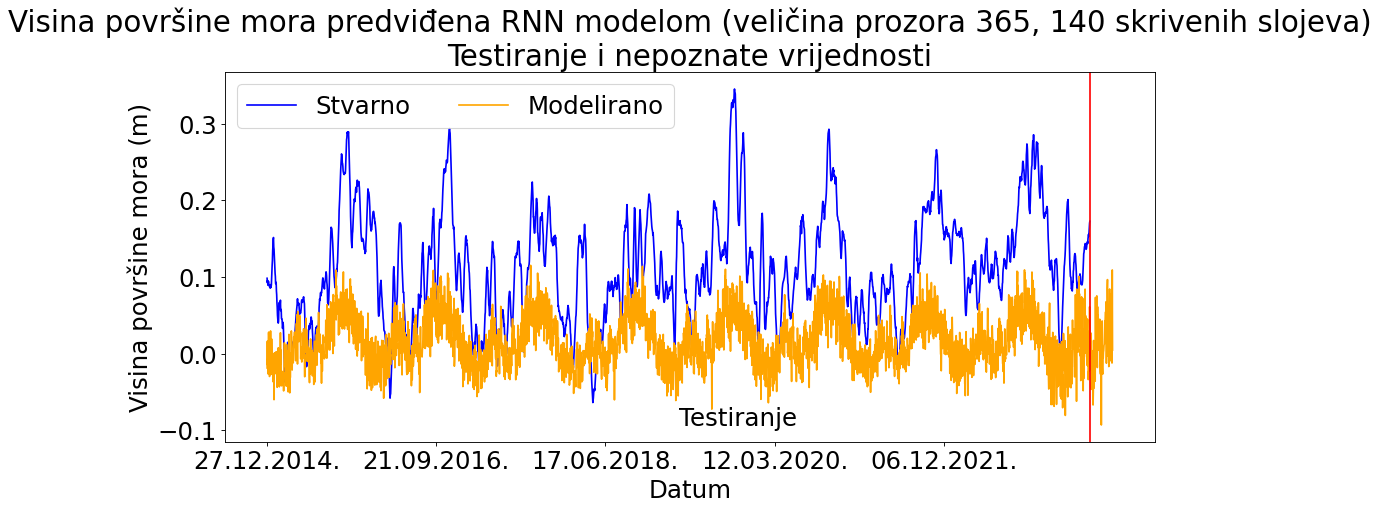 Visina površine mora predviđena RNN modelom (veličina prozora 365, 140 skrivenih slojeva)
Testiranje i nepoznate vrijednosti
Stvarno
Modelirano
Visina površine mora (m)
0.3
0.2
0.1
0.0
−0.1
Testiranje
27.12.2014.
21.09.2016.
17.06.2018.
12.03.2020.
06.12.2021.
Datum